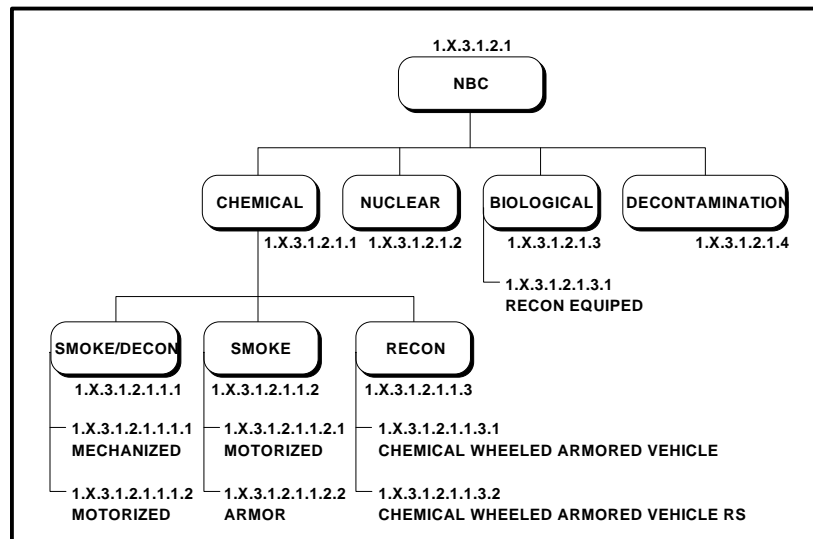 1.X.3.1.2.1
NBC
CHEMICAL
NUCLEAR
BIOLOGICAL
DECONTAMINATION
1.X.3.1.2.1.1
1.X.3.1.2.1.2
1.X.3.1.2.1.3
1.X.3.1.2.1.4
1.X.3.1.2.1.3.1
RECON EQUIPED
SMOKE/DECON
SMOKE
RECON
1.X.3.1.2.1.1.1
1.X.3.1.2.1.1.2
1.X.3.1.2.1.1.3
1.X.3.1.2.1.1.1.1
MECHANIZED
1.X.3.1.2.1.1.2.1
MOTORIZED
1.X.3.1.2.1.1.3.1
CHEMICAL WHEELED ARMORED VEHICLE
1.X.3.1.2.1.1.1.2
MOTORIZED
1.X.3.1.2.1.1.2.2
ARMOR
1.X.3.1.2.1.1.3.2
CHEMICAL WHEELED ARMORED VEHICLE RS